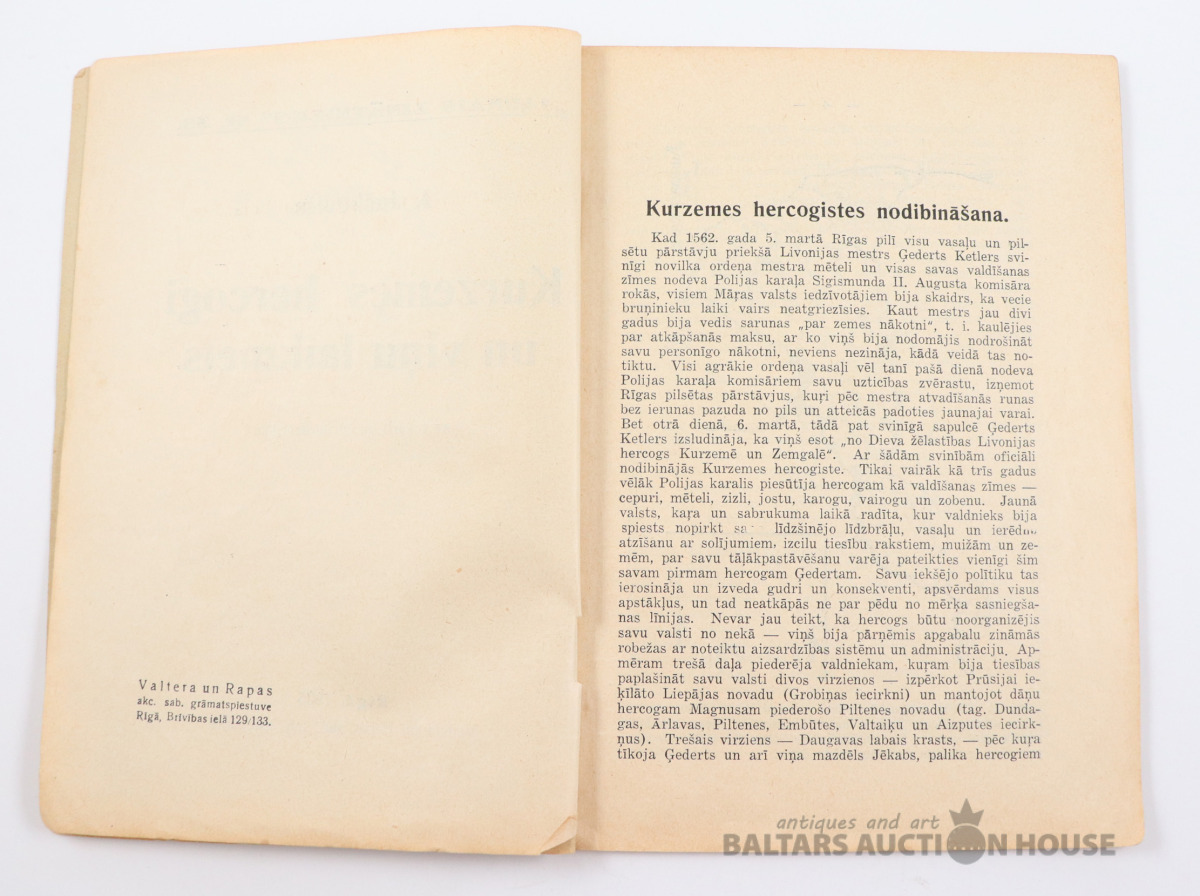 Valtera un Rapas
akc. sab. grāmatspiestuve
Rīgā, Brīvības ielā 129/133.
Kurzemes hercogistes nodibināšana.
Kad 1562. gada 5. martā Rīgas pilī visu vasaļu un pil-
sētu pārstāvju priekšā Livonijas mestrs Ģederts Ketlers svi-
nīgi novilka ordeņa mestra mēteli un visas savas valdīšanas
zīmes nodeva Polijas karaļa Sigismunda II. Augusta komisāra
rokās, visiem Māŗas valsts iedzīvotājiem bija skaidrs, ka vecie
bruņinieku laiki vairs neatgriezīsies. Kaut mestrs jau divi
gadus bija vedis sarunas „par zemes nākotni“, t. i. kaulējies
par atkāpšanās maksu, ar ko viņš bija nodomājis nodrošināt
savu personīgo nākotni, neviens nezināja, kādā veidā tas no-
tiktu. Visi agrākie ordeņa vasaļi vēl tanī pašā dienā nodeva
Polijas karaļa komisāriem savu uzticības zvērastu, izņemot
Rīgas pilsētas pārstāvjus, kuŗi pēc mestra atvadīšanās runas
bez ierunas pazuda no pils un atteicās padoties jaunajai varai.
Bet otrā dienā, 6. martā, tādā pat svinīgā sapulcē Ģederts
Ketlers izsludināja, ka viņš esot „no Dieva žēlastības Livonijas
hercogs Kurzemē un Zemgalē“. Ar šādām svinībām oficiāli
nodibinājās Kurzemes hercogiste. Tikai vairāk kā trīs gadus
vēlāk Polijas karalis piesūtīja hercogam kā valdīšanas zīmes —
cepuri, mēteli, zizli, jostu, karogu, vairogu un zobenu. Jaunā
valsts, kaŗa un sabrukuma laikā radīta, kur valdnieks bija
spiests nopirkt līdzšinējo līdzbrāļu, vasaļu un
atzīšanu ar solījumiem, izcilu tiesību rakstiem, muižām un ze-
mēm, par savu tāļākpastāvēšanu varēja pateikties vienīgi šim
savam pirmam hercogam Ģedertam. Savu iekšējo polītiku tas
ierosināja un izveda gudri un konsekventi, apsvērdams visus
apstākļus, un tad neatkāpās ne par pēdu no mērķa sasniegša-
nas līnijas. Nevar jau teikt, ka hercogs būtu noorganizējis
savu valsti no nekā — viņš bija pārņēmis apgabalu zināmās
robežas ar noteiktu aizsardzības sistēmu un administrāciju. Ap-
mēram trešā daļa piederēja valdniekam, kuŗam bija tiesības
paplašināt savu valsti divos virzienos — izpērkot Prūsijai ie-
ķīlāto Liepājas novadu (Grobiņas iecirkni) un mantojot dāņu
hercogam Magnusam piederošo Piltenes novadu (tag. Dunda-
gas, Ārlavas, Piltenes, Embūtes, Valtaiķu un Aizputes iecirk-
ņus). Trešais virziens — Daugavas labais krasts, — pēc kuŗa
tīkoja Ģederts un arī viņa mazdēls Jēkabs, palika hercogiem
antiques and art
BALTARS AUCTION HOUSE